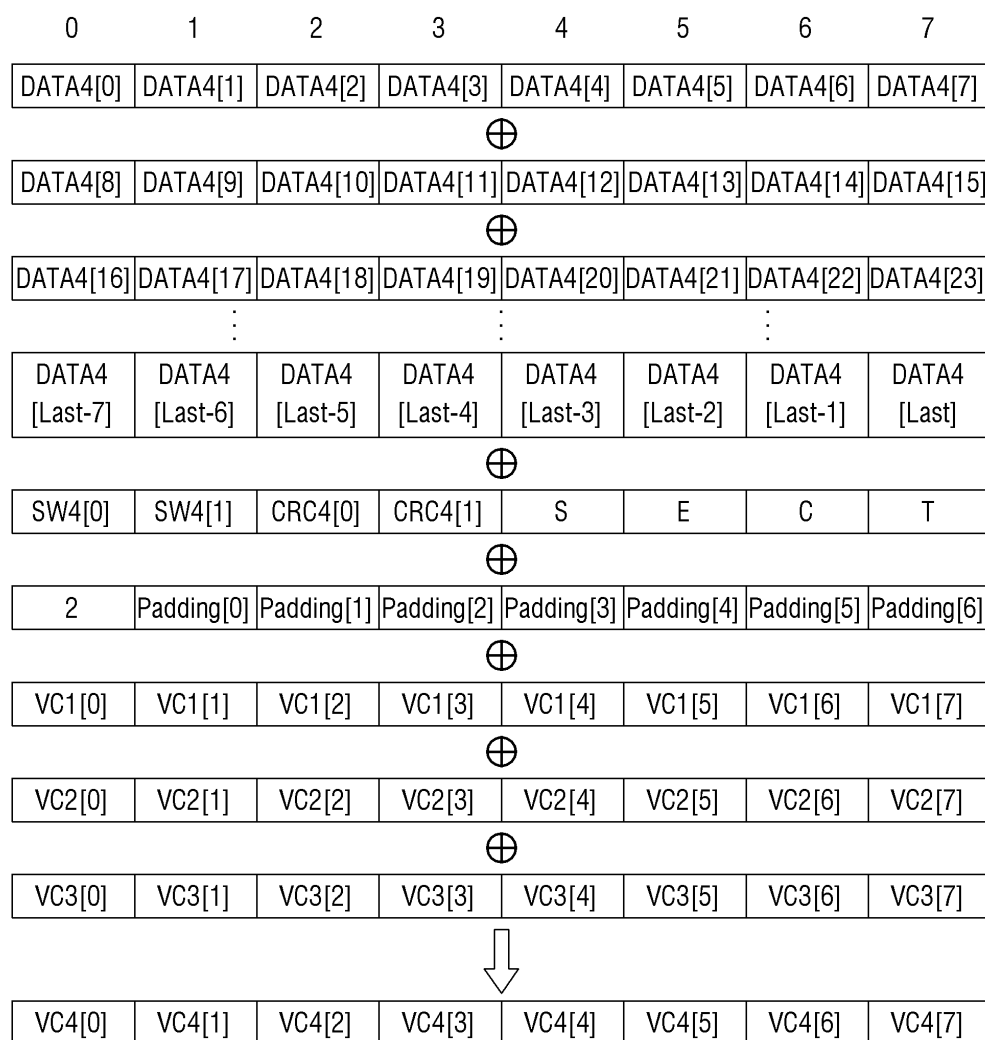 0 1 2 3 4 5 6 7
DATA4[0] DATA4[1] DATA4[2] DATA4[3] DATA4[4] DATA4[5] DATA4[6] DATA4[7]
DATA4[8] DATA4[9] DATA4[10] DATA4[11] DATA4[12] DATA4[13] DATA4[14] DATA4[15]
DATA4[16] DATA4[17] DATA4[18] DATA4[19] DATA4[20] DATA4[21] DATA4[22] DATA4[23]
DATA4 DATA4 DATA4 DATA4 DATA4 DATA4 DATA4 DATA4
[Last-7] [Last-6] [Last-5] [Last-4] [Last-3] [Last-2] [Last-1] [Last]
SW4[0] SW4[1] CRC4[0] CRC4[1] S E C T
2 Padding[0] Padding[1] Padding[2] Padding[3] Padding[4] Padding[5] Padding[6]
VC1[0] VC1[1] VC1[2] VC1[3] VC1[4] VC1[5] VC1[6] VC1[7]
VC2[0] VC2[1] VC2[2] VC2[3] VC2[4] VC2[5] VC2[6] VC2[7]
VC3[0] VC3[1] VC3[2] VC3[3] VC3[4] VC3[5] VC3[6] VC3[7]
VC4[0] VC4[1] VC4[2] VC4[3] VC4[4] VC4[5] VC4[6] VC4[7]